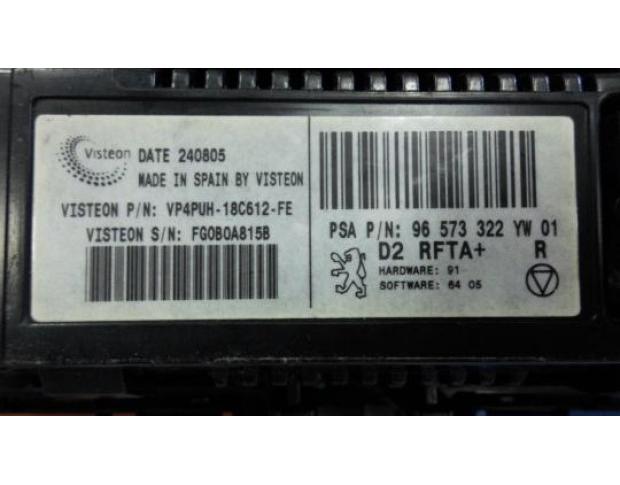 Visteon DATE 240805
MADE IN SPAIN BY VISTEON
VISTEON P/N: VP4PUH-18C612-FE
VISTEON S/N: FG0B0A815B
PSA P/N: 96 573 322 YW 01
D2 RFTA+ R
HARDWARE: 91
SOFTWARE: 64 05